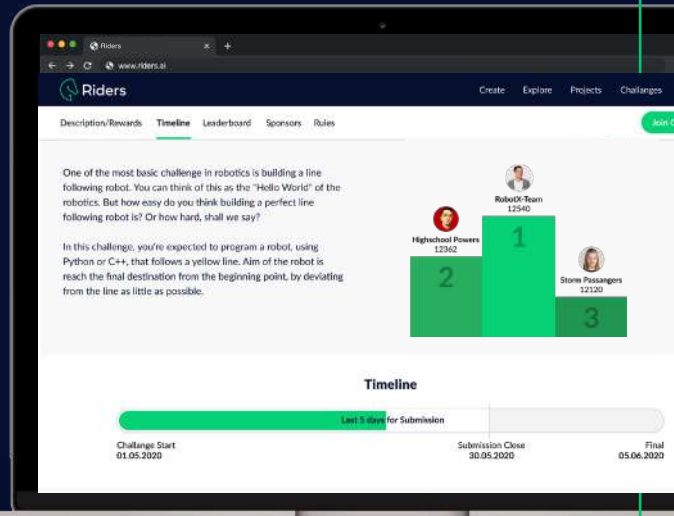 Riders
www.riders.ai
Riders
Create Explore Projects Challanges
Description/Rewards Timeline Leaderboard Sponsors Rules
Join
One of the most basic challenge in robotics is building a line
following robot. You can think of this as the "Hello World" of the
robotics. But how easy do you think building a perfect line
following robot is? Or how hard, shall we say?
In this challenge, you're expected to program a robot, using
Python or C++, that follows a yellow line. Aim of the robot is
reach the final destination from the beginning point, by deviating
from the line as little as possible.
RobotX-Team
12540
1
Highschool Powers
12362
2
Storm Passangers
12120
3
Timeline
Last 5 days for Submission
Challange Start
01.05.2020
Submission Close
30.05.2020
Final
05.06.2020